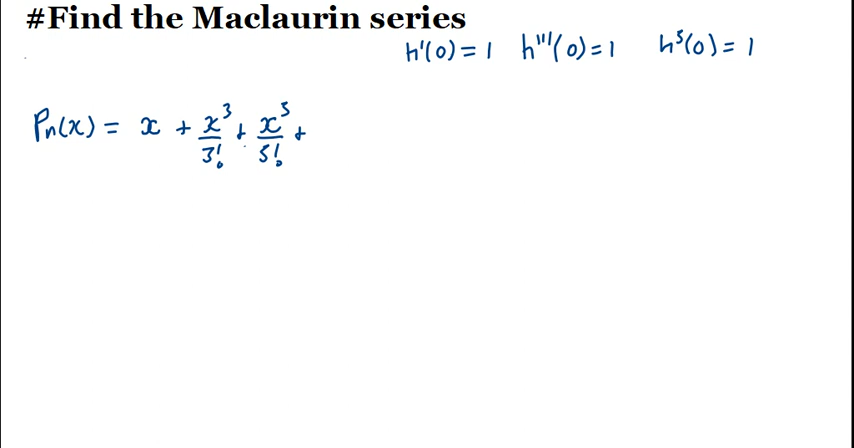 #Find the Maclaurin series
h'(0) = 1 h'''(0) = 1 h⁵(0) = 1
Pn(x) = x + x³/3! + x⁵/5! +